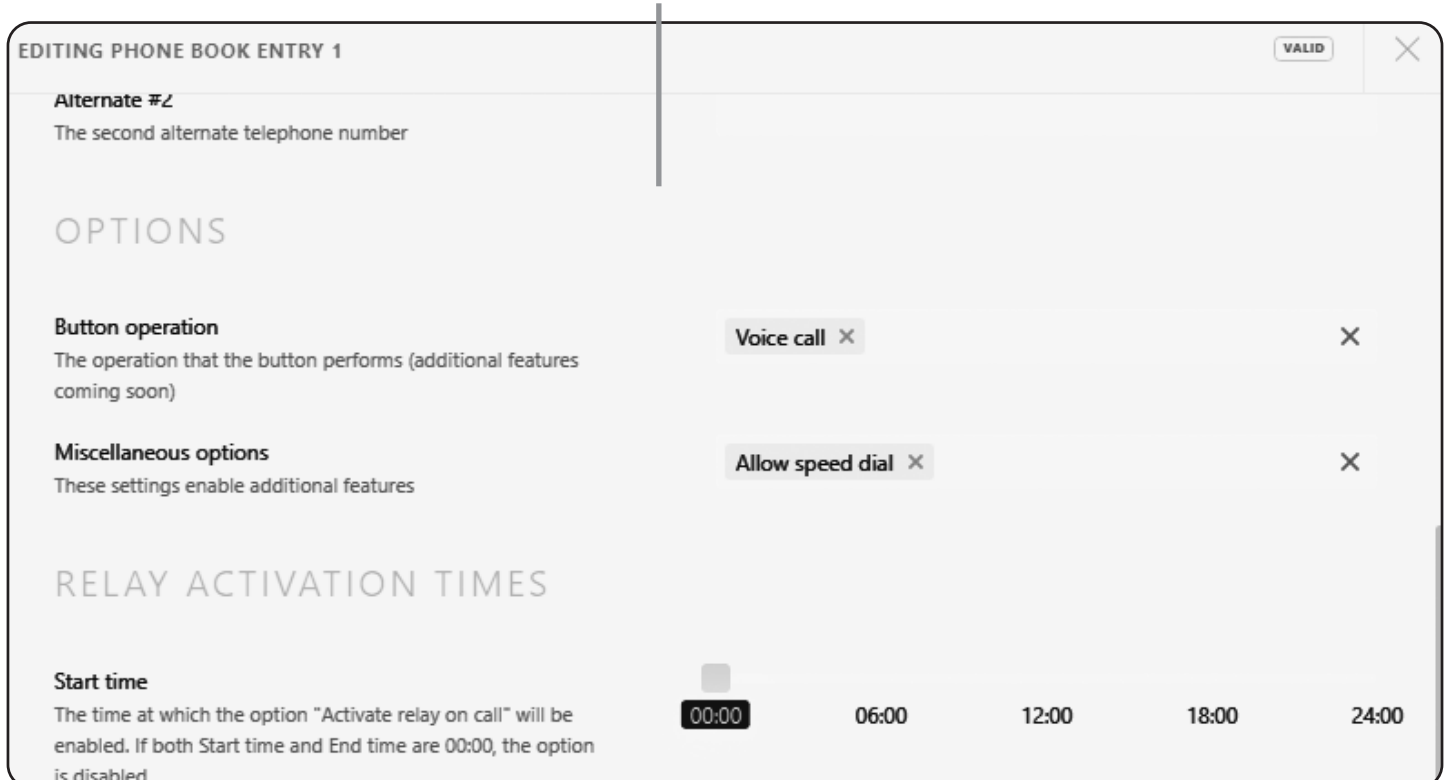 EDITING PHONE BOOK ENTRY 1
VALID
Alternate #2
The second alternate telephone number
OPTIONS
Button operation
The operation that the button performs (additional features
coming soon)
Voice call
Miscellaneous options
These settings enable additional features
Allow speed dial
RELAY ACTIVATION TIMES
Start time
The time at which the option "Activate relay on call" will be
enabled. If both Start time and End time are 00:00, the option
is disabled
00:00 06:00 12:00 18:00 24:00